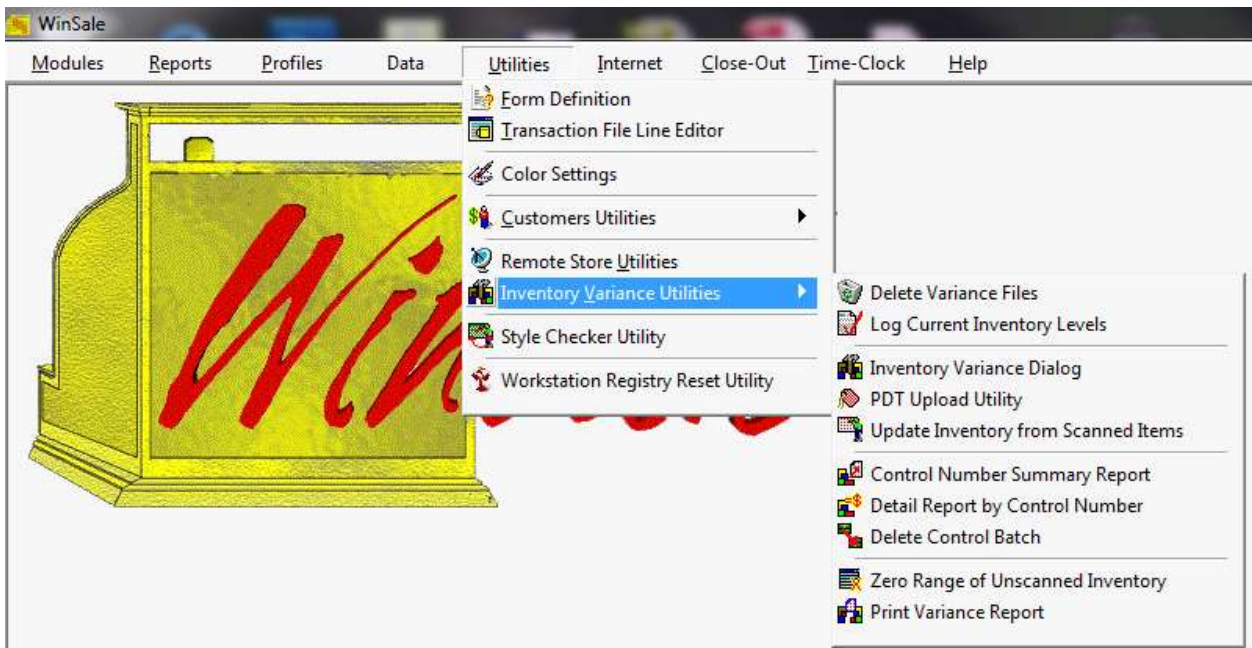 WinSale
Modules Reports Profiles Data Utilities Internet Close-Out Time-Clock Help
Form Definition
Transaction File Line Editor
Color Settings
Customers Utilities
Remote Store Utilities
Inventory Variance Utilities
Style Checker Utility
Workstation Registry Reset Utility
Delete Variance Files
Log Current Inventory Levels
Inventory Variance Dialog
PDT Upload Utility
Update Inventory from Scanned Items
Control Number Summary Report
Detail Report by Control Number
Delete Control Batch
Zero Range of Unscanned Inventory
Print Variance Report
Win